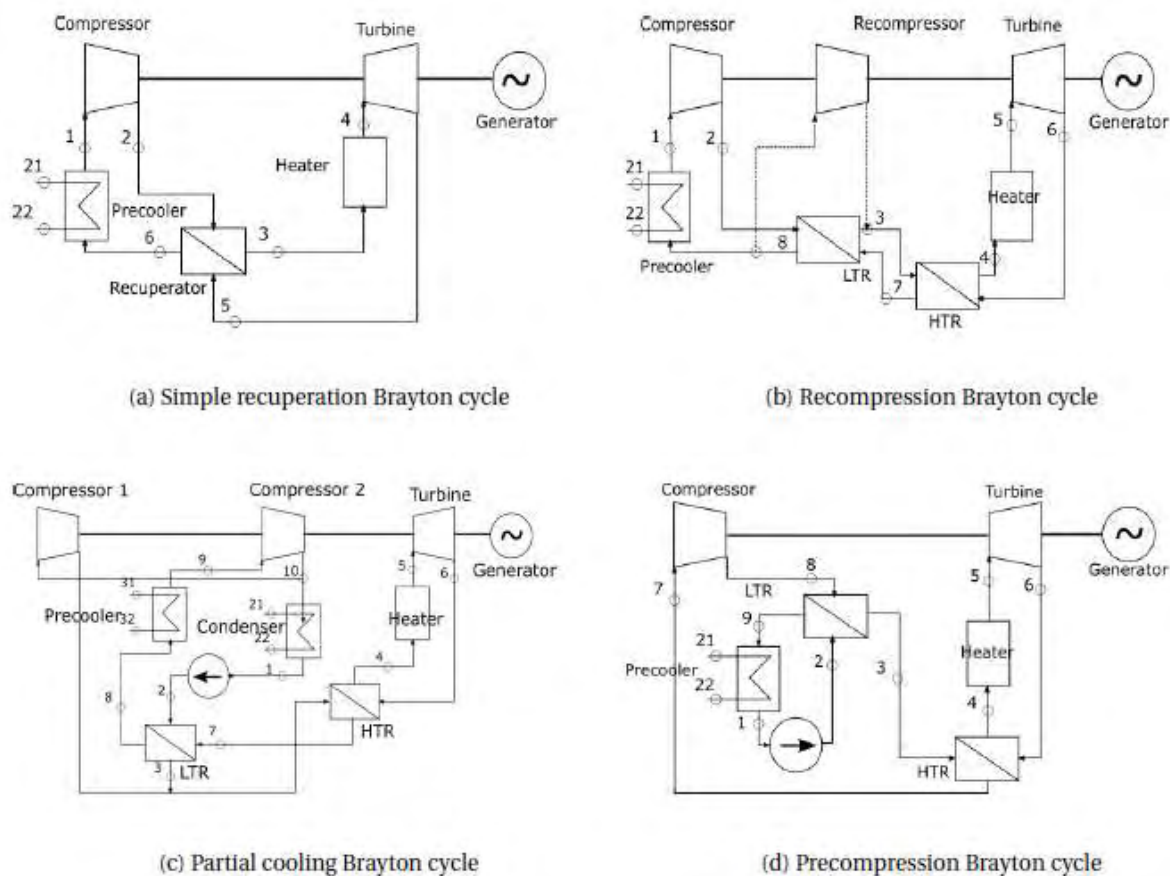 Compressor
Turbine
4
1
2
~
Generator
21
22
Heater
Precooler
6
3
Recuperator
5
(a) Simple recuperation Brayton cycle
Compressor
Recompressor
Turbine
~
Generator
1
2
5
6
21
22
Heater
3
8
4
Precooler
LTR
7
HTR
(b) Recompression Brayton cycle
Compressor 1
Compressor 2
Turbine
~
Generator
9
10
5
6
31
Precooler
32
21
Condenser
22
Heater
1
4
8
2
7
HTR
3
LTR
(c) Partial cooling Brayton cycle
Compressor
Turbine
~
Generator
7
8
5
6
LTR
9
21
Precooler
22
2
3
Heater
1
4
HTR
(d) Precompression Brayton cycle